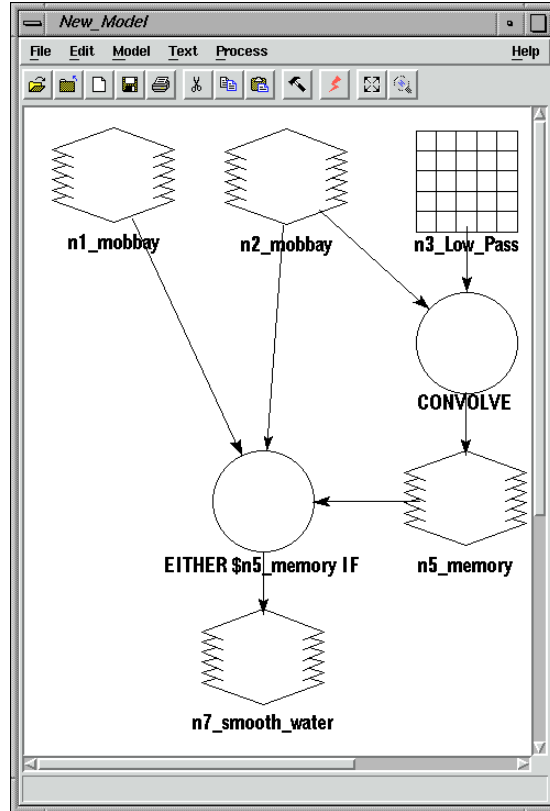 New_Model
File Edit Model Text Process Help
n1_mobbay n2_mobbay n3_Low_Pass
CONVOLVE
EITHER $n5_memory IF n5_memory
n7_smooth_water